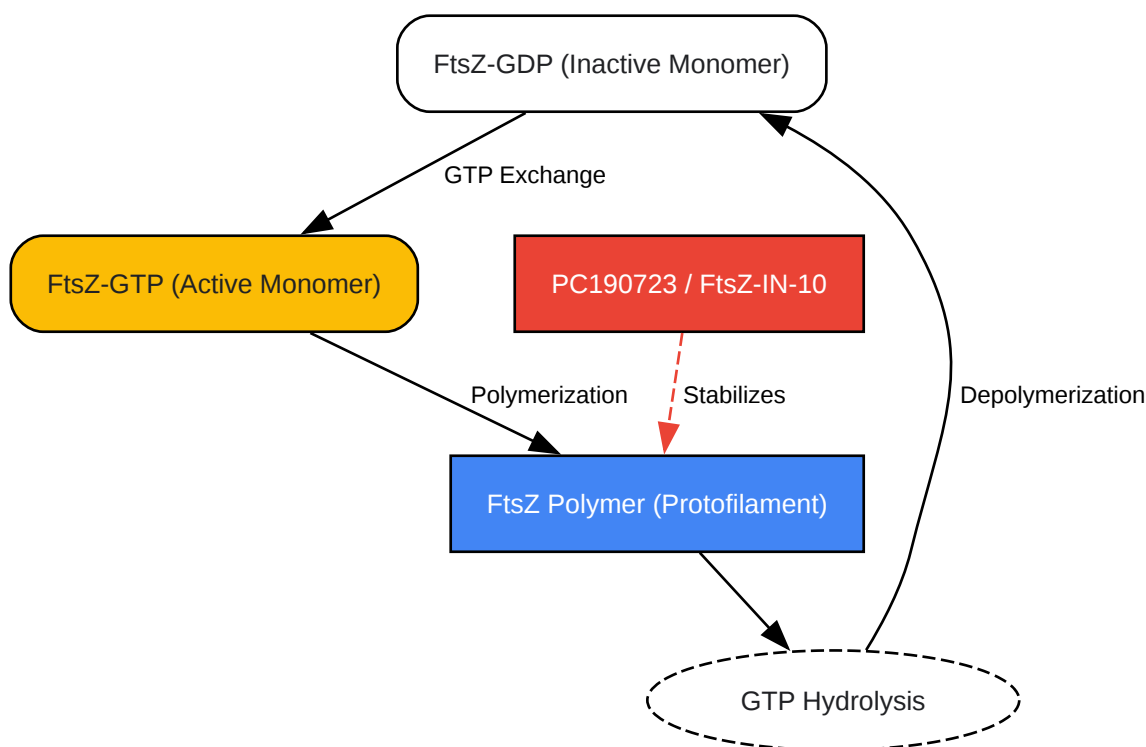 FtsZ-GDP (Inactive Monomer)
GTP Exchange
FtsZ-GTP (Active Monomer)
PC190723 / FtsZ-IN-10
Polymerization
Stabilizes
Depolymerization
FtsZ Polymer (Protofilament)
GTP Hydrolysis